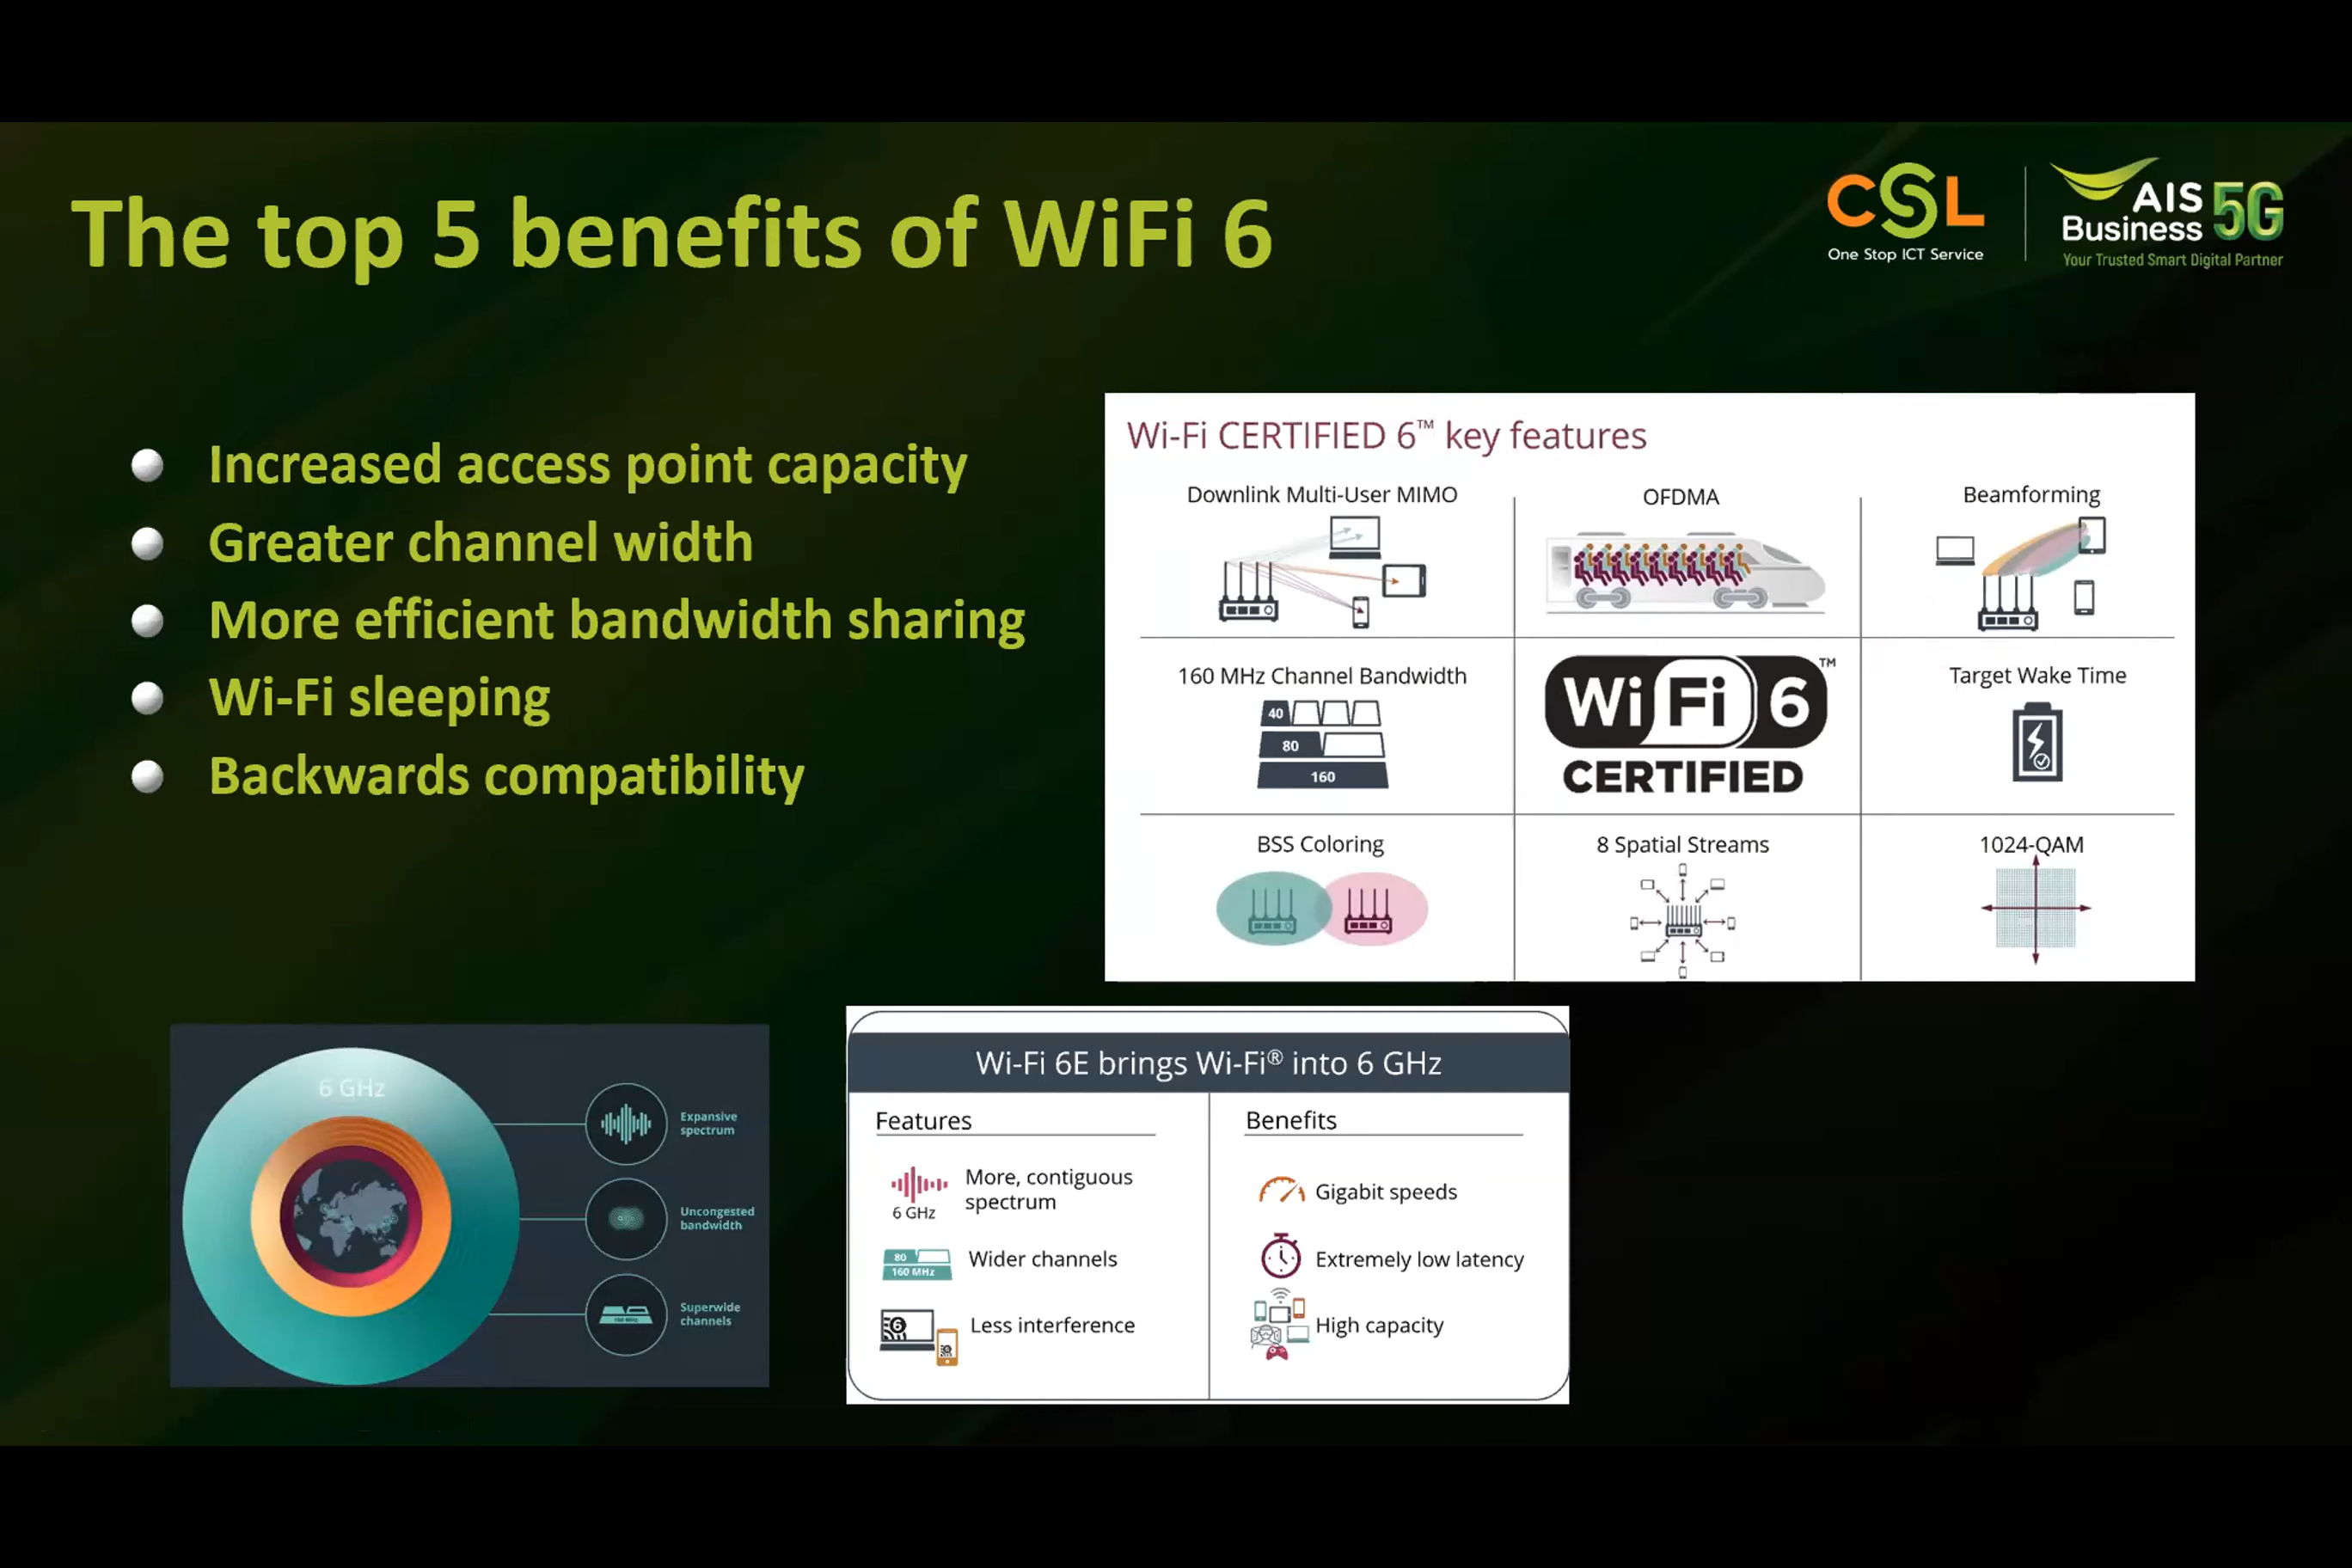 The top 5 benefits of WiFi 6
CSL
One Stop ICT Service
AIS
Business
5G
Your Trusted Smart Digital Partner
Increased access point capacity
Greater channel width
More efficient bandwidth sharing
Wi-Fi sleeping
Backwards compatibility
Wi-Fi CERTIFIED 6™ key features
Downlink Multi-User MIMO
OFDMA
Beamforming
160 MHz Channel Bandwidth
40
80
160
Wi Fi 6 ™
CERTIFIED
Target Wake Time
BSS Coloring
8 Spatial Streams
1024-QAM
6 GHz
Expansive
spectrum
Uncongested
bandwidth
Superwide
channels
160 MHz
Wi-Fi 6E brings Wi-Fi® into 6 GHz
Features
6 GHz
More, contiguous
spectrum
80
160 MHz
Wider channels
6
6
Less interference
Benefits
Gigabit speeds
Extremely low latency
High capacity